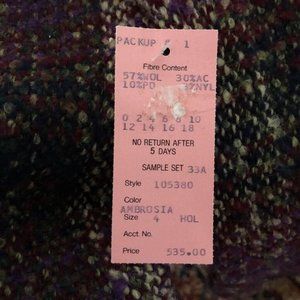 PACKUP # 1
Fibre Content
57%WOL 30%AC
10%PO 3%NYL
0 2 4 6 8 10
12 14 16 18
NO RETURN AFTER
5 DAYS
SAMPLE SET 33A
Style 105380
Color
AMBROSIA
Size 4 HOL
Acct No.
Price 535.00